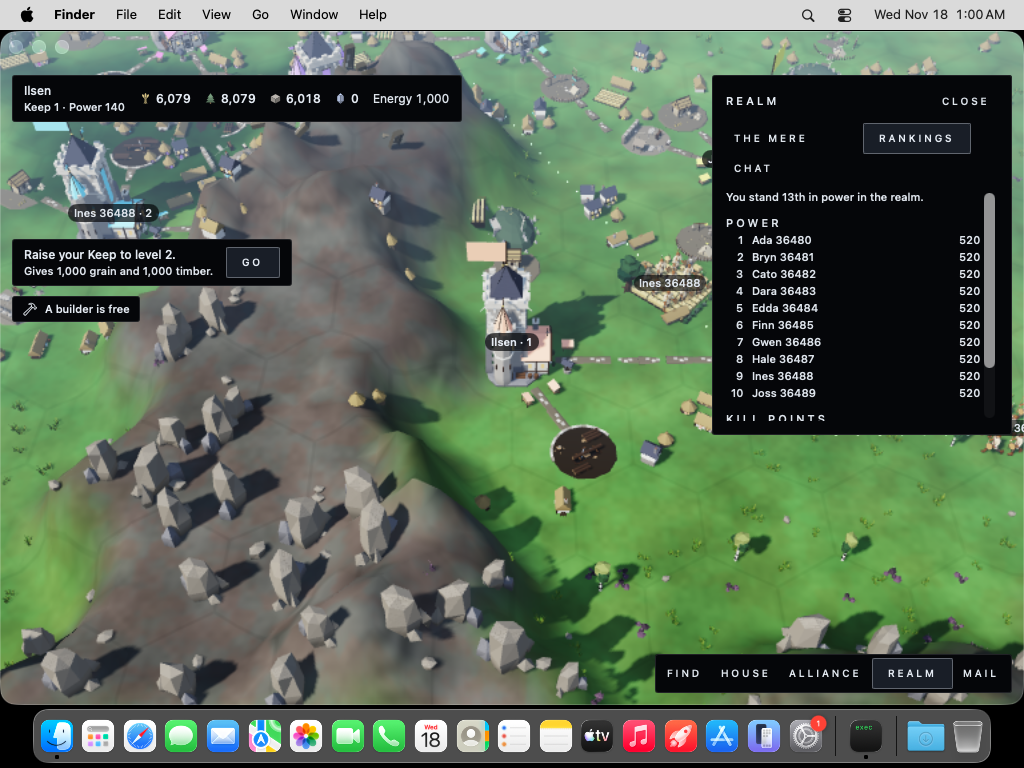 Finder File Edit View Go Window Help Wed Nov 18 1:00 AM
Ilsen
Keep 1 · Power 140
6,079 8,079 6,018 0 Energy 1,000
REALM CLOSE
THE MERE RANKINGS
CHAT
You stand 13th in power in the realm.
POWER
1 Ada 36480 520
2 Bryn 36481 520
3 Cato 36482 520
4 Dara 36483 520
5 Edda 36484 520
6 Finn 36485 520
7 Gwen 36486 520
8 Hale 36487 520
9 Ines 36488 520
10 Joss 36489 520
KILL POINTS
Ines 36488 · 2
Raise your Keep to level 2.
Gives 1,000 grain and 1,000 timber.
GO
A builder is free
Ines 36488
Ilsen · 1
36
FIND HOUSE ALLIANCE REALM MAIL
Wed
18
tv
1
exec